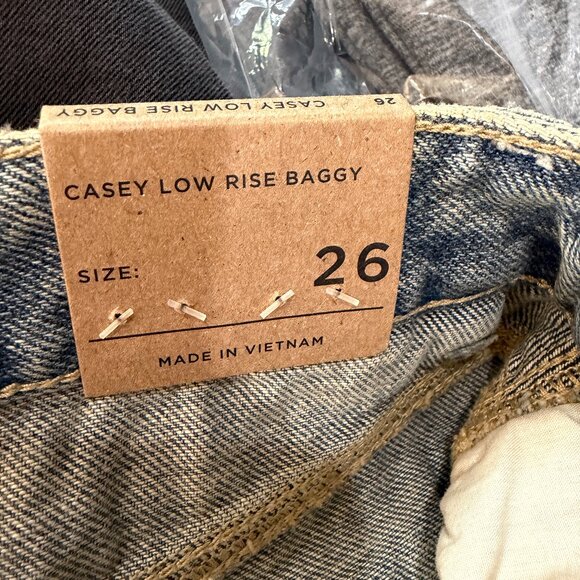 26 CASEY LOW RISE BAGGY
CASEY LOW RISE BAGGY
SIZE: 26
MADE IN VIETNAM